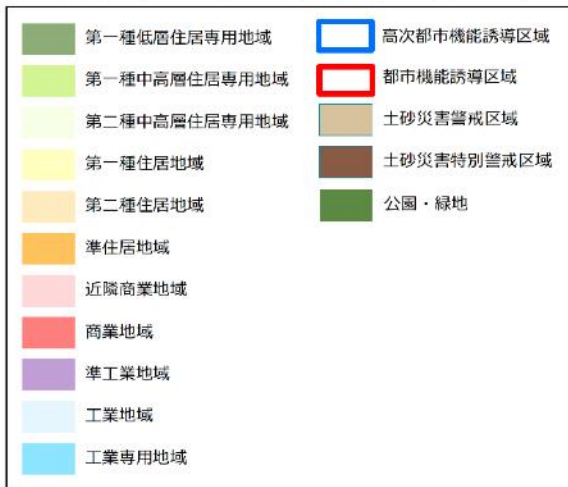 第一種低層住居専用地域
第一種中高層住居専用地域
第二種中高層住居専用地域
第一種住居地域
第二種住居地域
準住居地域
近隣商業地域
商業地域
準工業地域
工業地域
工業専用地域
高次都市機能誘導区域
都市機能誘導区域
土砂災害警戒区域
土砂災害特別警戒区域
公園・緑地